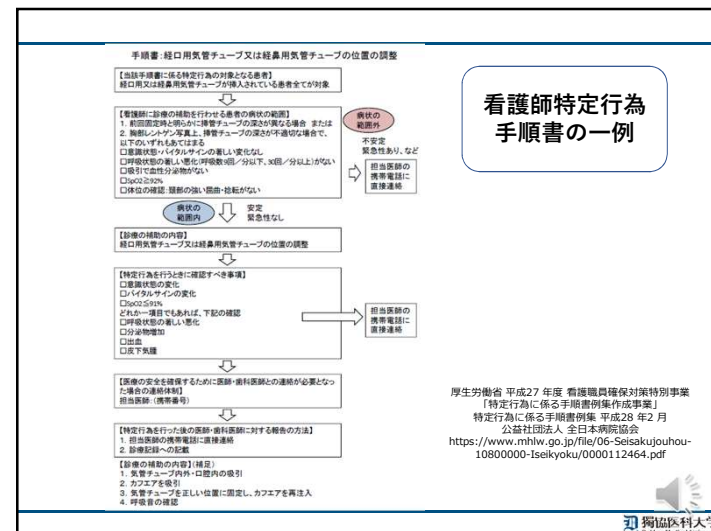 手順書:経口用気管チューブ又は経鼻用気管チューブの位置の調整
【当該手順書に係る特定行為の対象となる患者】
経口用又は経鼻用気管チューブが挿入されている患者全てが対象
【看護師に診療の補助を行わせる患者の病状の範囲】
1. 前回固定時と明らかに挿管チューブの深さが異なる場合 または
2. 胸部レントゲン写真上、挿管チューブの深さが不適切な場合で、
以下のいずれもあてはまる
□意識状態・バイタルサインの著しい変化なし
□呼吸状態の著しい悪化(呼吸数9回/分以下、30回/分以上)がない
□吸引で血性分泌物がない
□SpO2≧92%
□体位の確認:頸部の強い屈曲・捻転がない
病状の
範囲外
不安定
緊急性あり、など
担当医師の
携帯電話に
直接連絡
病状の
範囲内
安定
緊急性なし
【診療の補助の内容】
経口用気管チューブ又は経鼻用気管チューブの位置の調整
【特定行為を行うときに確認すべき事項】
□意識状態の変化
□バイタルサインの変化
□SpO2≦91%
どれか一項目でもあれば、下記の確認
□呼吸状態の著しい悪化
□分泌物増加
□出血
□皮下気腫
担当医師の
携帯電話に
直接連絡
【医療の安全を確保するために医師・歯科医師との連絡が必要となっ
た場合の連絡体制】
担当医師:(携帯番号)
【特定行為を行った後の医師・歯科医師に対する報告の方法】
1. 担当医師の携帯電話に直接連絡
2. 診療記録への記載
【診療の補助の内容】(補足)
1. 気管チューブ内外・口腔内の吸引
2. カフエアを吸引
3. 気管チューブを正しい位置に固定し、カフエアを再注入
4. 呼吸音の確認
看護師特定行為
手順書の一例
厚生労働省 平成27 年度 看護職員確保対策特別事業
「特定行為に係る手順書例集作成事業」
特定行為に係る手順書例集 平成28 年2 月
公益社団法人 全日本病院協会
https://www.mhlw.go.jp/file/06-Seisakujouhou-
10800000-Iseikyoku/0000112464.pdf
獨協医科大学